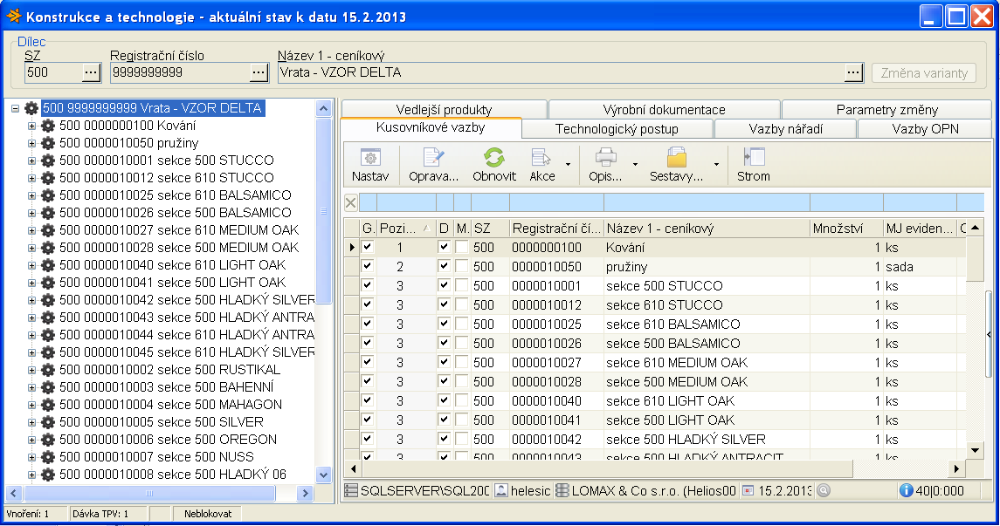 Konstrukce a technologie - aktuální stav k datu 15.2.2013
Dílec
SZ Registrační číslo Název 1 - ceníkový
500 ... 9999999999 ... Vrata - VZOR DELTA ... Změna varianty
500 9999999999 Vrata - VZOR DELTA
500 0000000100 Kování
500 0000010050 pružiny
500 0000010001 sekce 500 STUCCO
500 0000010012 sekce 610 STUCCO
500 0000010025 sekce 610 BALSAMICO
500 0000010026 sekce 500 BALSAMICO
500 0000010027 sekce 610 MEDIUM OAK
500 0000010028 sekce 500 MEDIUM OAK
500 0000010040 sekce 610 LIGHT OAK
500 0000010041 sekce 500 LIGHT OAK
500 0000010042 sekce 500 HLADKÝ SILVER
500 0000010043 sekce 500 HLADKÝ ANTRA
500 0000010044 sekce 610 HLADKÝ ANTRA
500 0000010045 sekce 610 HLADKÝ SILVER
500 0000010002 sekce 500 RUSTIKAL
500 0000010003 sekce 500 BAHENNÍ
500 0000010004 sekce 500 MAHAGON
500 0000010005 sekce 500 SILVER
500 0000010006 sekce 500 OREGON
500 0000010007 sekce 500 NUSS
500 0000010008 sekce 500 HLADKÝ 06
Vedlejší produkty Výrobní dokumentace Parametry změny
Kusovníkové vazby Technologický postup Vazby nářadí Vazby OPN
Nastav Oprava... Obnovit Akce Opis... Sestavy... Strom
G. Pozi... D M. SZ Registrační čí... Název 1 - ceníkový Množství MJ eviden...
1 500 0000000100 Kování 1 ks
2 500 0000010050 pružiny 1 sada
3 500 0000010001 sekce 500 STUCCO 1 ks
3 500 0000010012 sekce 610 STUCCO 1 ks
3 500 0000010025 sekce 610 BALSAMICO 1 ks
3 500 0000010026 sekce 500 BALSAMICO 1 ks
3 500 0000010027 sekce 610 MEDIUM OAK 1 ks
3 500 0000010028 sekce 500 MEDIUM OAK 1 ks
3 500 0000010040 sekce 610 LIGHT OAK 1 ks
3 500 0000010041 sekce 500 LIGHT OAK 1 ks
3 500 0000010042 sekce 500 HLADKÝ SILVER 1 ks
3 500 0000010043 sekce 500 HLADKÝ ANTRACIT 1 ks
SQLSERVER\SQL200 helesic LOMAX & Co s.r.o. (Helios00 15.2.2013 40|0:000
Vnoření: 1 Dávka TPV: 1 Neblokovat